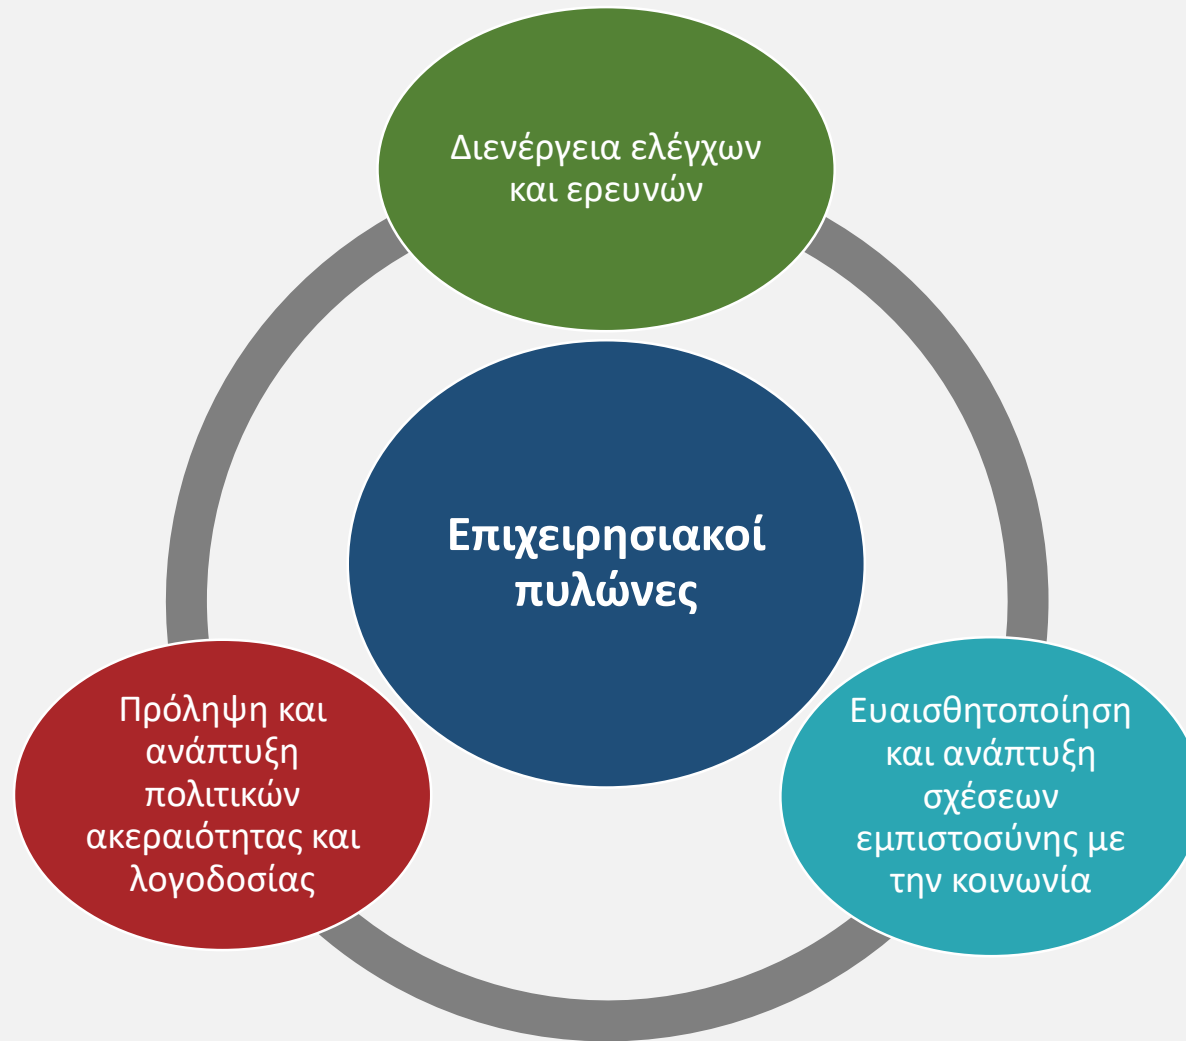 Διενέργεια ελέγχων
και ερευνών
Επιχειρησιακοί
πυλώνες
Πρόληψη και
ανάπτυξη
πολιτικών
ακεραιότητας και
λογοδοσίας
Ευαισθητοποίηση
και ανάπτυξη
σχέσεων
εμπιστοσύνης με
την κοινωνία